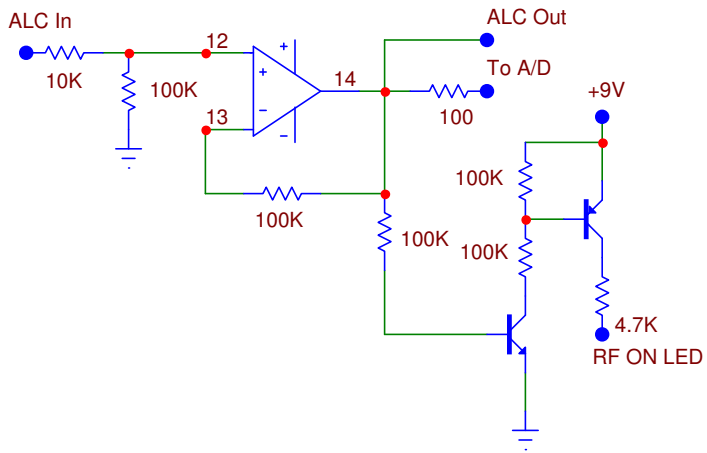 ALC In
ALC Out
12
+
10K
100K
+
14
To A/D
100
+9V
−
13
−
100K
100K
100K
100K
4.7K
RF ON LED